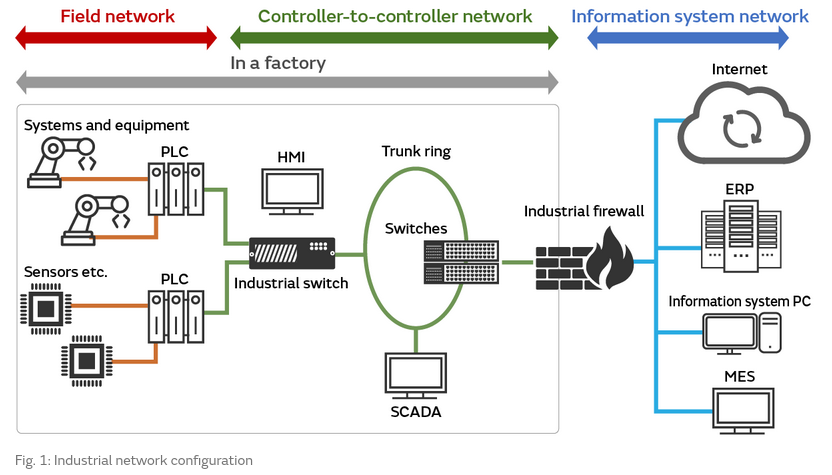 Field network
Controller-to-controller network
Information system network
In a factory
Internet
Systems and equipment
PLC
HMI
Trunk ring
ERP
Industrial firewall
Switches
Sensors etc.
PLC
Industrial switch
Information system PC
MES
SCADA
Fig. 1: Industrial network configuration